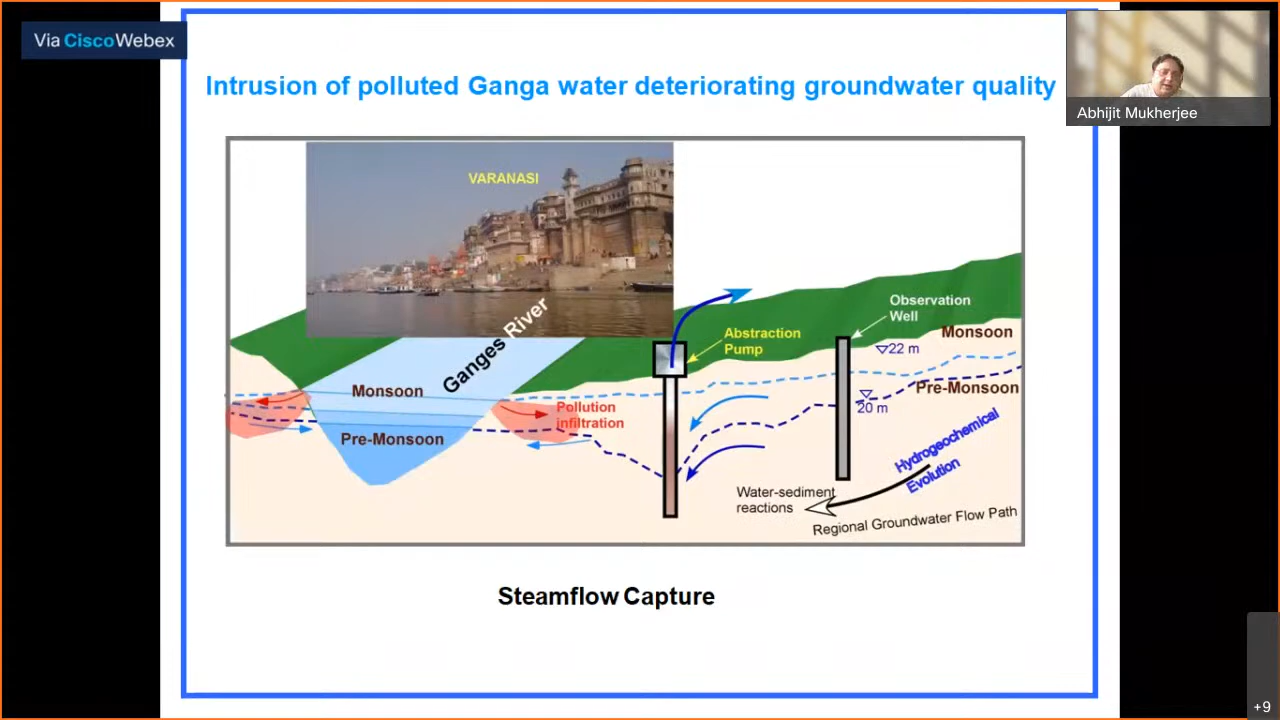 Via CiscoWebex
Intrusion of polluted Ganga water deteriorating groundwater quality
Abhijit Mukherjee
VARANASI
Ganges River
Observation
Well
Abstraction
Pump
22 m
Monsoon
Monsoon
Pre-Monsoon
20 m
Pollution
infiltration
Pre-Monsoon
Hydrogeochemical
Evolution
Water-sediment
reactions
Regional Groundwater Flow Path
Steamflow Capture
+9